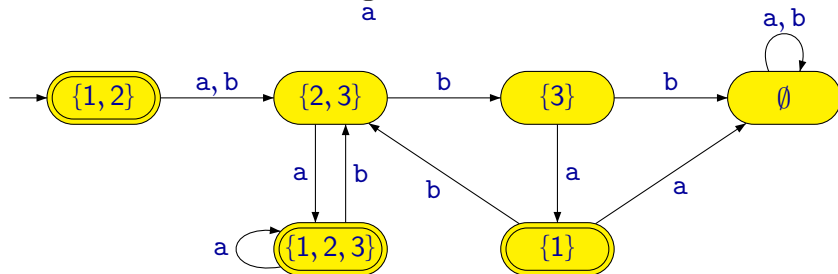 a
a, b
{1, 2} a, b {2, 3} b {3} b ∅
a b b a a
a {1, 2, 3} {1}